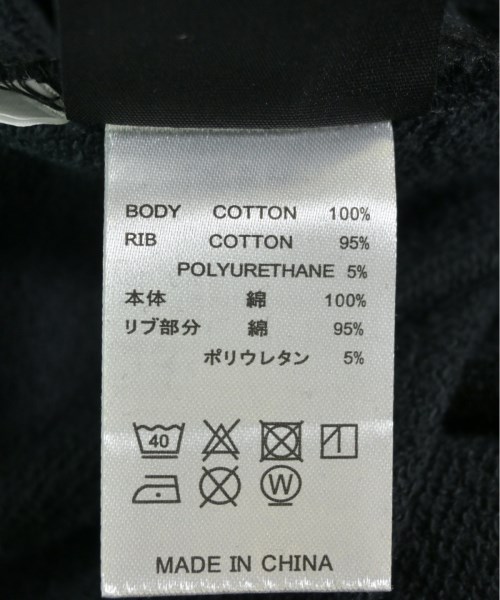 BODY COTTON 100%
RIB COTTON 95%
POLYURETHANE 5%
本体 綿 100%
リブ部分 綿 95%
ポリウレタン 5%
40
W
MADE IN CHINA